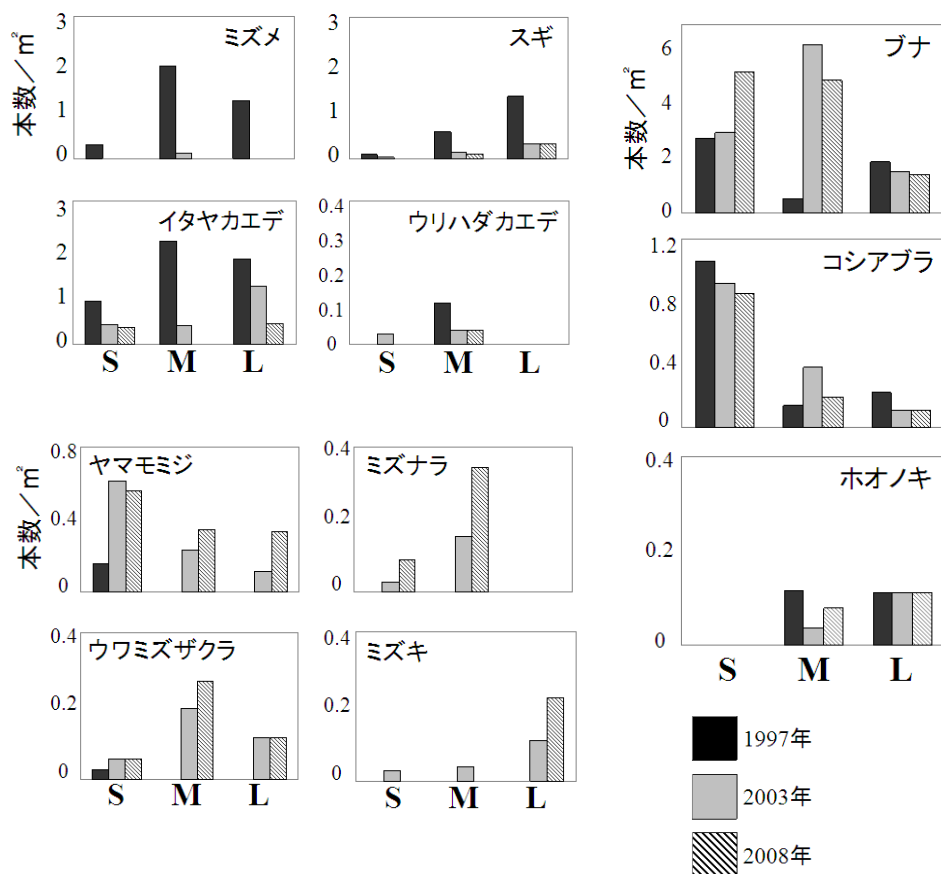 ミズメ
本数／㎡
3
2
1
0
スギ
3
2
1
0
イタヤカエデ
3
2
1
0
S M L
ウリハダカエデ
0.4
0.3
0.2
0.1
0
S M L
ヤマモミジ
本数／㎡
0.8
0.4
0
ミズナラ
0.4
0.2
0
ウワミズザクラ
0.4
0.2
0
S M L
ミズキ
0.4
0.2
0
S M L
ブナ
本数／㎡
6
4
2
0
コシアブラ
1.2
0.8
0.4
0
ホオノキ
0.4
0.2
0
S M L
1997年
2003年
2008年